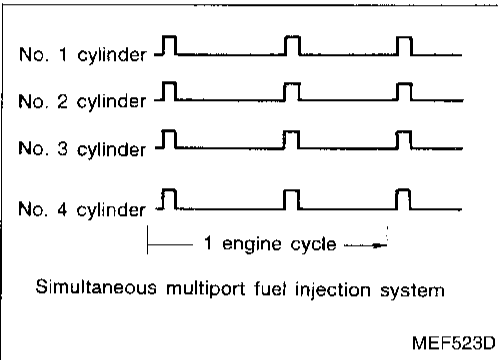 No. 1 cylinder
No. 2 cylinder
No. 3 cylinder
No. 4 cylinder
1 engine cycle
Simultaneous multiport fuel injection system
MEF523D